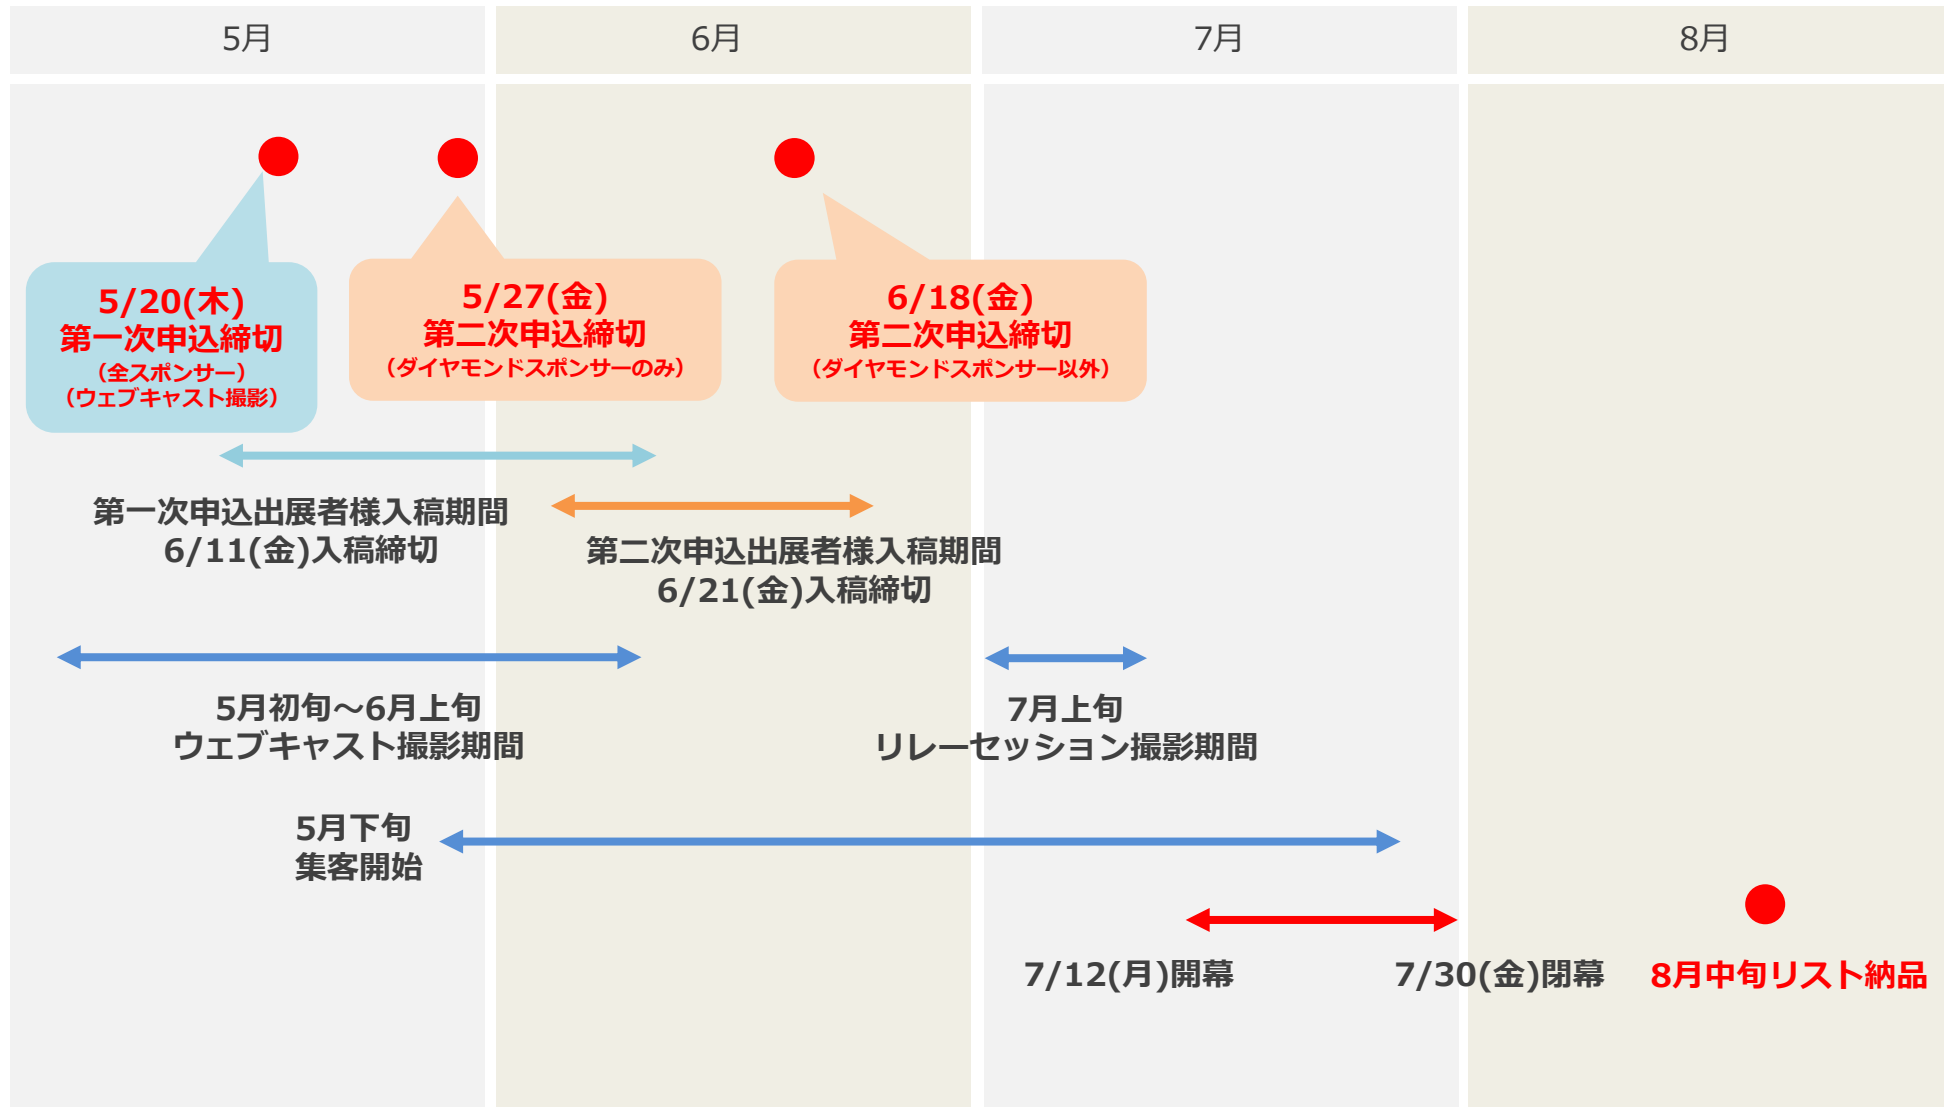 5月
6月
7月
8月
5/20(木)
第一次申込締切
（全スポンサー）
（ウェブキャスト撮影）
5/27(金)
第二次申込締切
（ダイヤモンドスポンサーのみ）
6/18(金)
第二次申込締切
（ダイヤモンドスポンサー以外）
第一次申込出展者様入稿期間
6/11(金)入稿締切
第二次申込出展者様入稿期間
6/21(金)入稿締切
5月初旬～6月上旬
ウェブキャスト撮影期間
7月上旬
リレーセッション撮影期間
5月下旬
集客開始
7/12(月)開幕
7/30(金)閉幕
8月中旬リスト納品